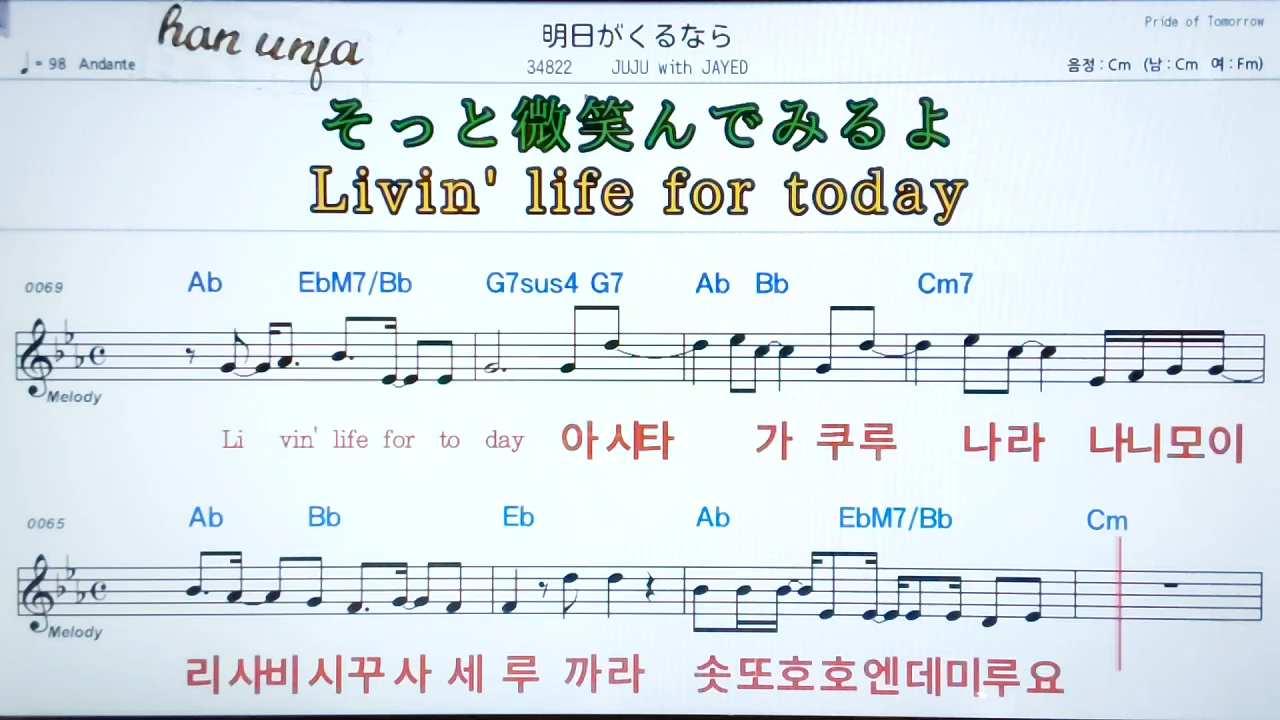 han unja
明日がくるなら
Pride of Tomorrow
♩= 98 Andante
34822 JUJU with JAYED
음정 : Cm (남 : Cm 여 : Fm)
そっと微笑んでみるよ
Livin' life for today
0069 Ab EbM7/Bb G7sus4 G7 Ab Bb Cm7
Melody
Li vin' life for to day 아 시타 가 쿠루 나라 나니모이
0065 Ab Bb Eb Ab EbM7/Bb Cm
Melody
리사비시꾸사 세 루 까라 솟또호호엔데미루요